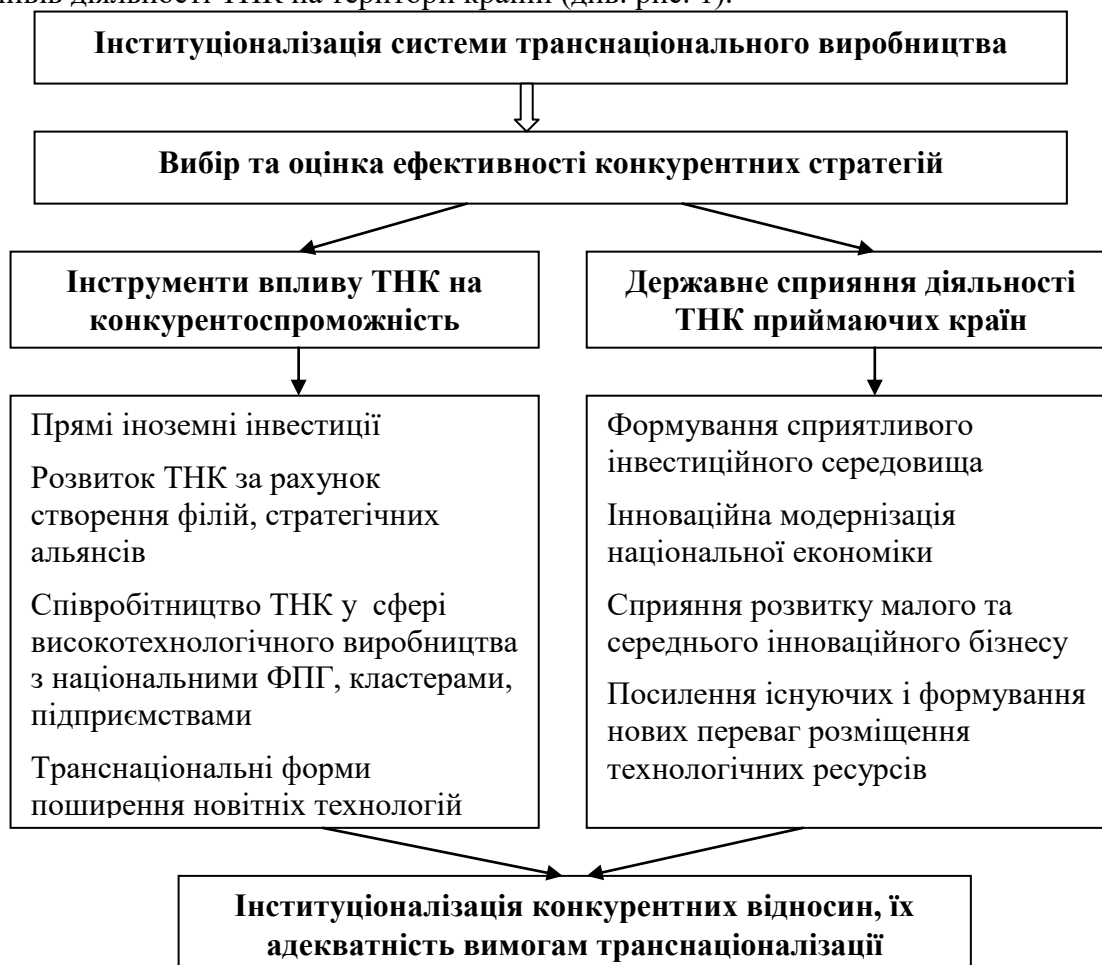 діяльності ТНК на території країни (див. рис. 1).
Інституціоналізація системи транснаціонального виробництва
Вибір та оцінка ефективності конкурентних стратегій
Інструменти впливу ТНК на
конкурентоспроможність
Державне сприяння діяльності
ТНК приймаючих країн
Прямі іноземні інвестиції
Розвиток ТНК за рахунок
створення філій, стратегічних
альянсів
Співробітництво ТНК у сфері
високотехнологічного виробництва
з національними ФПГ, кластерами,
підприємствами
Транснаціональні форми
поширення новітніх технологій
Формування сприятливого
інвестиційного середовища
Інноваційна модернізація
національної економіки
Сприяння розвитку малого та
середнього інноваційного бізнесу
Посилення існуючих і формування
нових переваг розміщення
технологічних ресурсів
Інституціоналізація конкурентних відносин, їх
адекватність вимогам транснаціоналізації